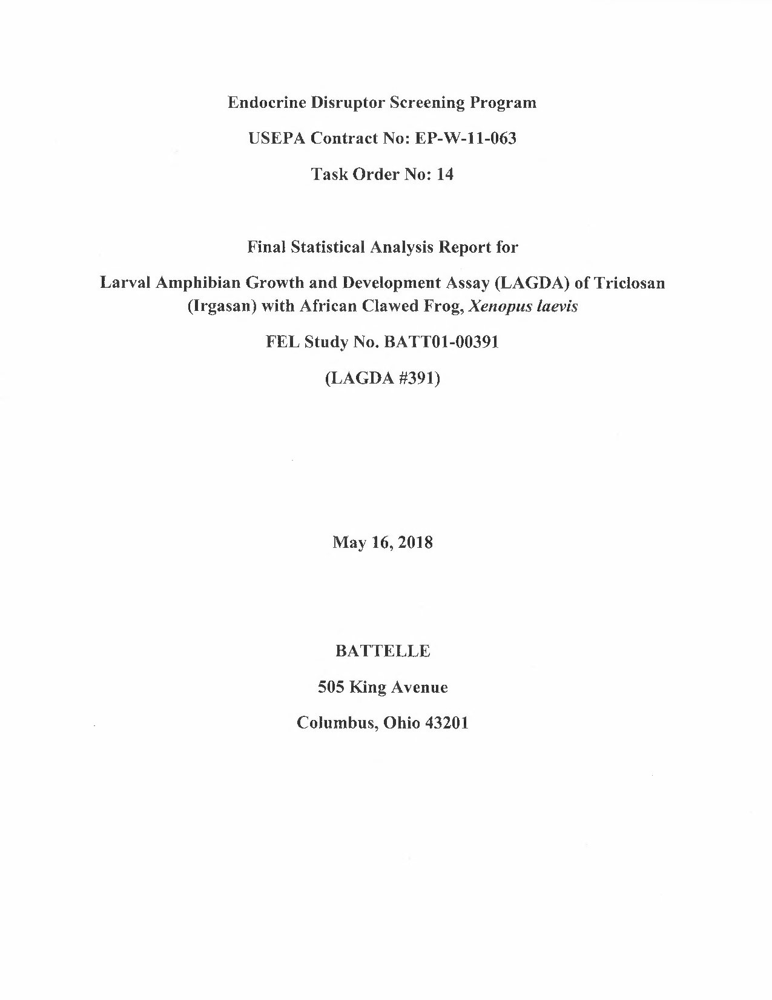 Endocrine Disruptor Screening Program
USEPA Contract No: EP-W-11-063
Task Order No: 14
Final Statistical Analysis Report for
Larval Amphibian Growth and Development Assay (LAGDA) of Triclosan
(Irgasan) with African Clawed Frog, Xenopus laevis
FEL Study No. BATT01-00391
(LAGDA #391)
May 16, 2018
BATTELLE
505 King Avenue
Columbus, Ohio 43201